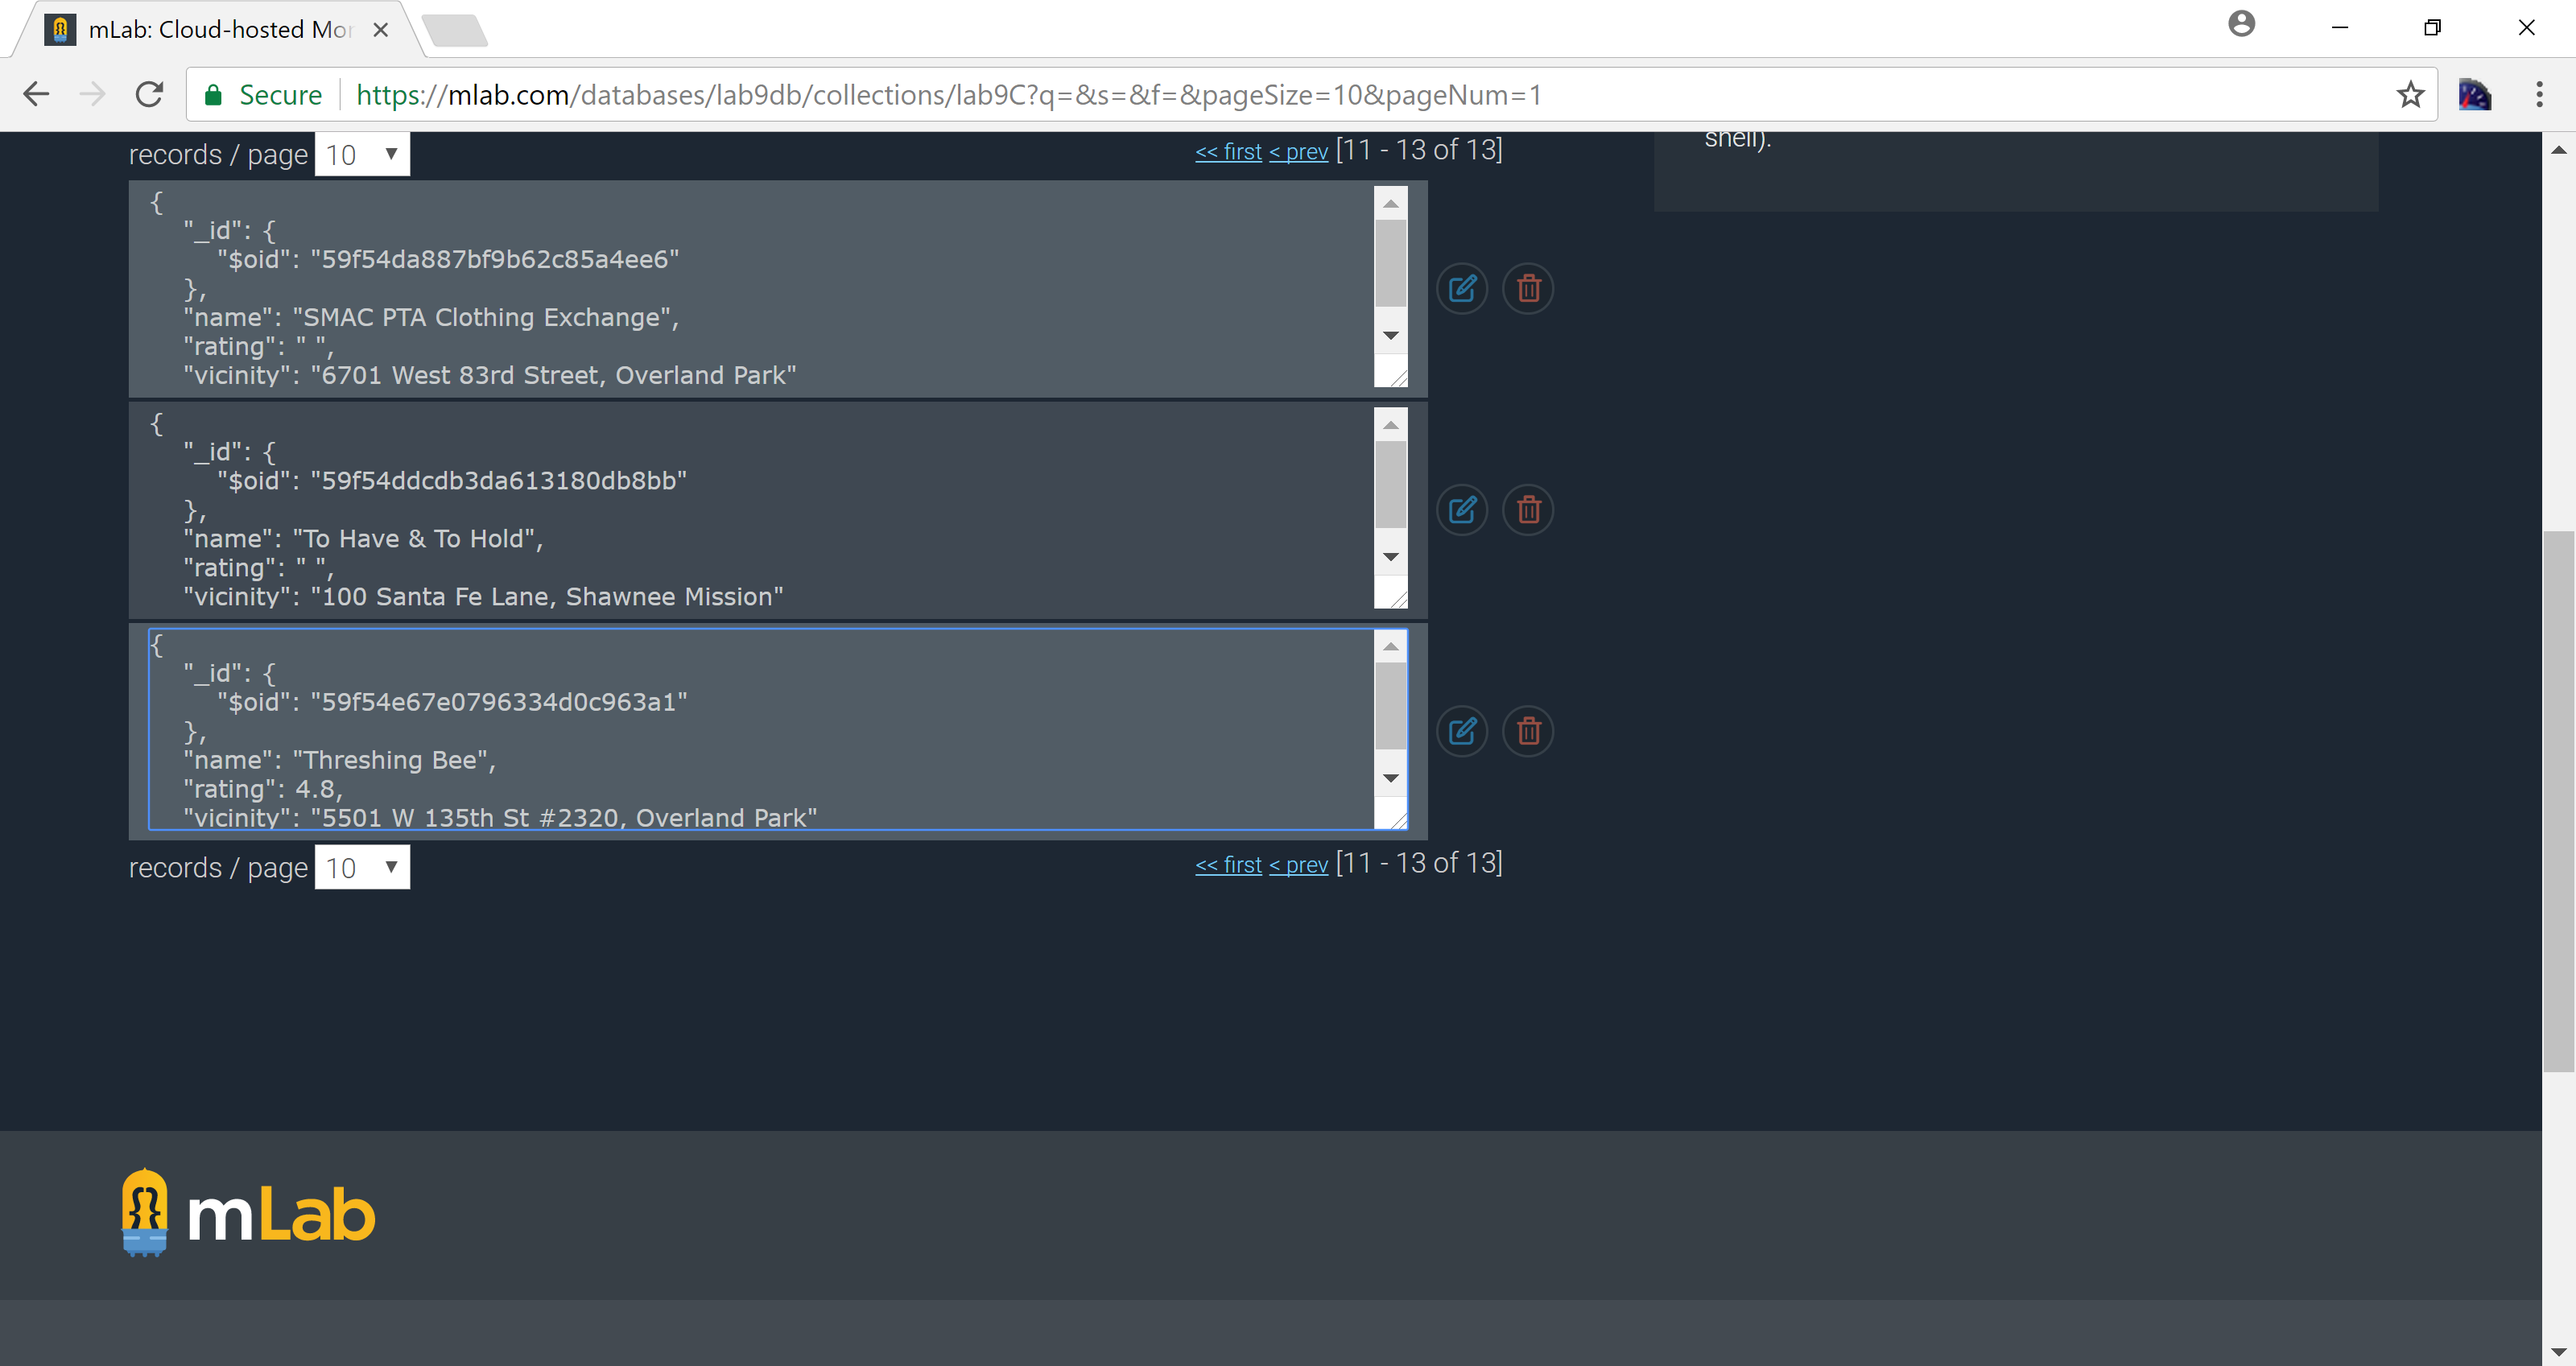 mLab: Cloud-hosted Mo
Secure https://mlab.com/databases/lab9db/collections/lab9C?q=&s=&f=&pageSize=10&pageNum=1
records / page 10 << first < prev [11 - 13 of 13]
shell).
{
"_id": {
"$oid": "59f54da887bf9b62c85a4ee6"
},
"name": "SMAC PTA Clothing Exchange",
"rating": " ",
"vicinity": "6701 West 83rd Street, Overland Park"
{
"_id": {
"$oid": "59f54ddcdb3da613180db8bb"
},
"name": "To Have & To Hold",
"rating": " ",
"vicinity": "100 Santa Fe Lane, Shawnee Mission"
{
"_id": {
"$oid": "59f54e67e0796334d0c963a1"
},
"name": "Threshing Bee",
"rating": 4.8,
"vicinity": "5501 W 135th St #2320, Overland Park"
records / page 10 << first < prev [11 - 13 of 13]
mLab